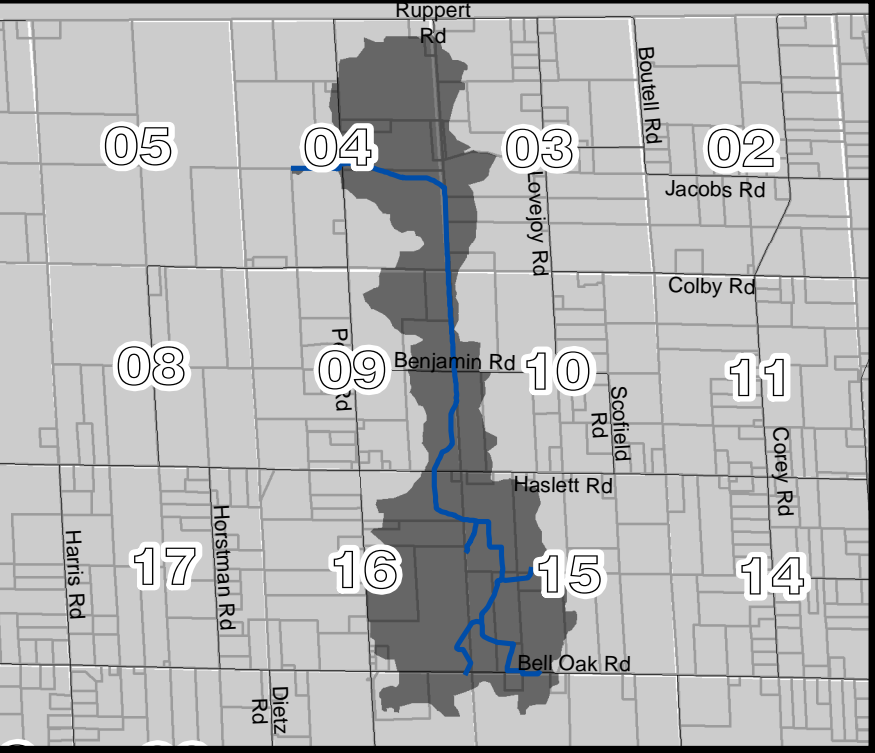 Ruppert
Rd
Boutell Rd
05
04
03
02
Jacobs Rd
Lovejoy Rd
Colby Rd
08
09
Benjamin Rd
10
11
Rd
Scofield
Rd
Corey Rd
Haslett Rd
Harris Rd
Horstman Rd
17
16
15
14
Bell Oak Rd
Dietz
Rd